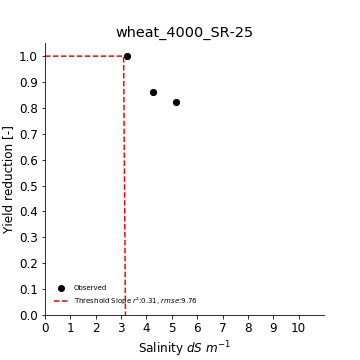 wheat_4000_SR-25
Yield reduction [-]
1.0
0.9
0.8
0.7
0.6
0.5
0.4
0.3
0.2
0.1
0.0
Observed
Threshold Slope r²:0.31, rmse:9.76
0 1 2 3 4 5 6 7 8 9 10
Salinity dS m⁻¹